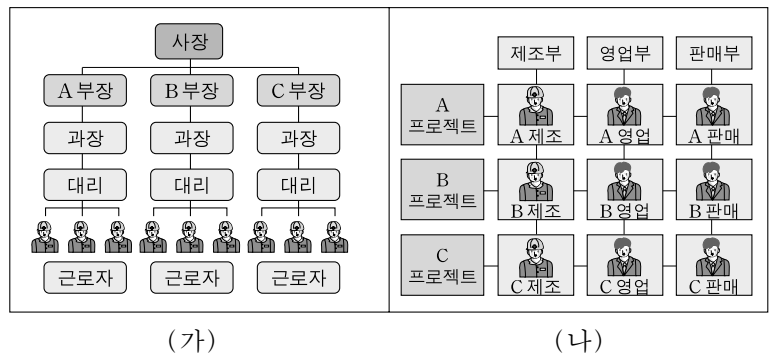 사장
A 부장
B 부장
C 부장
과장
과장
과장
대리
대리
대리
근로자
근로자
근로자
(가)
제조부
영업부
판매부
A
프로젝트
A 제조
A 영업
A 판매
B
프로젝트
B 제조
B 영업
B 판매
C
프로젝트
C 제조
C 영업
C 판매
(나)